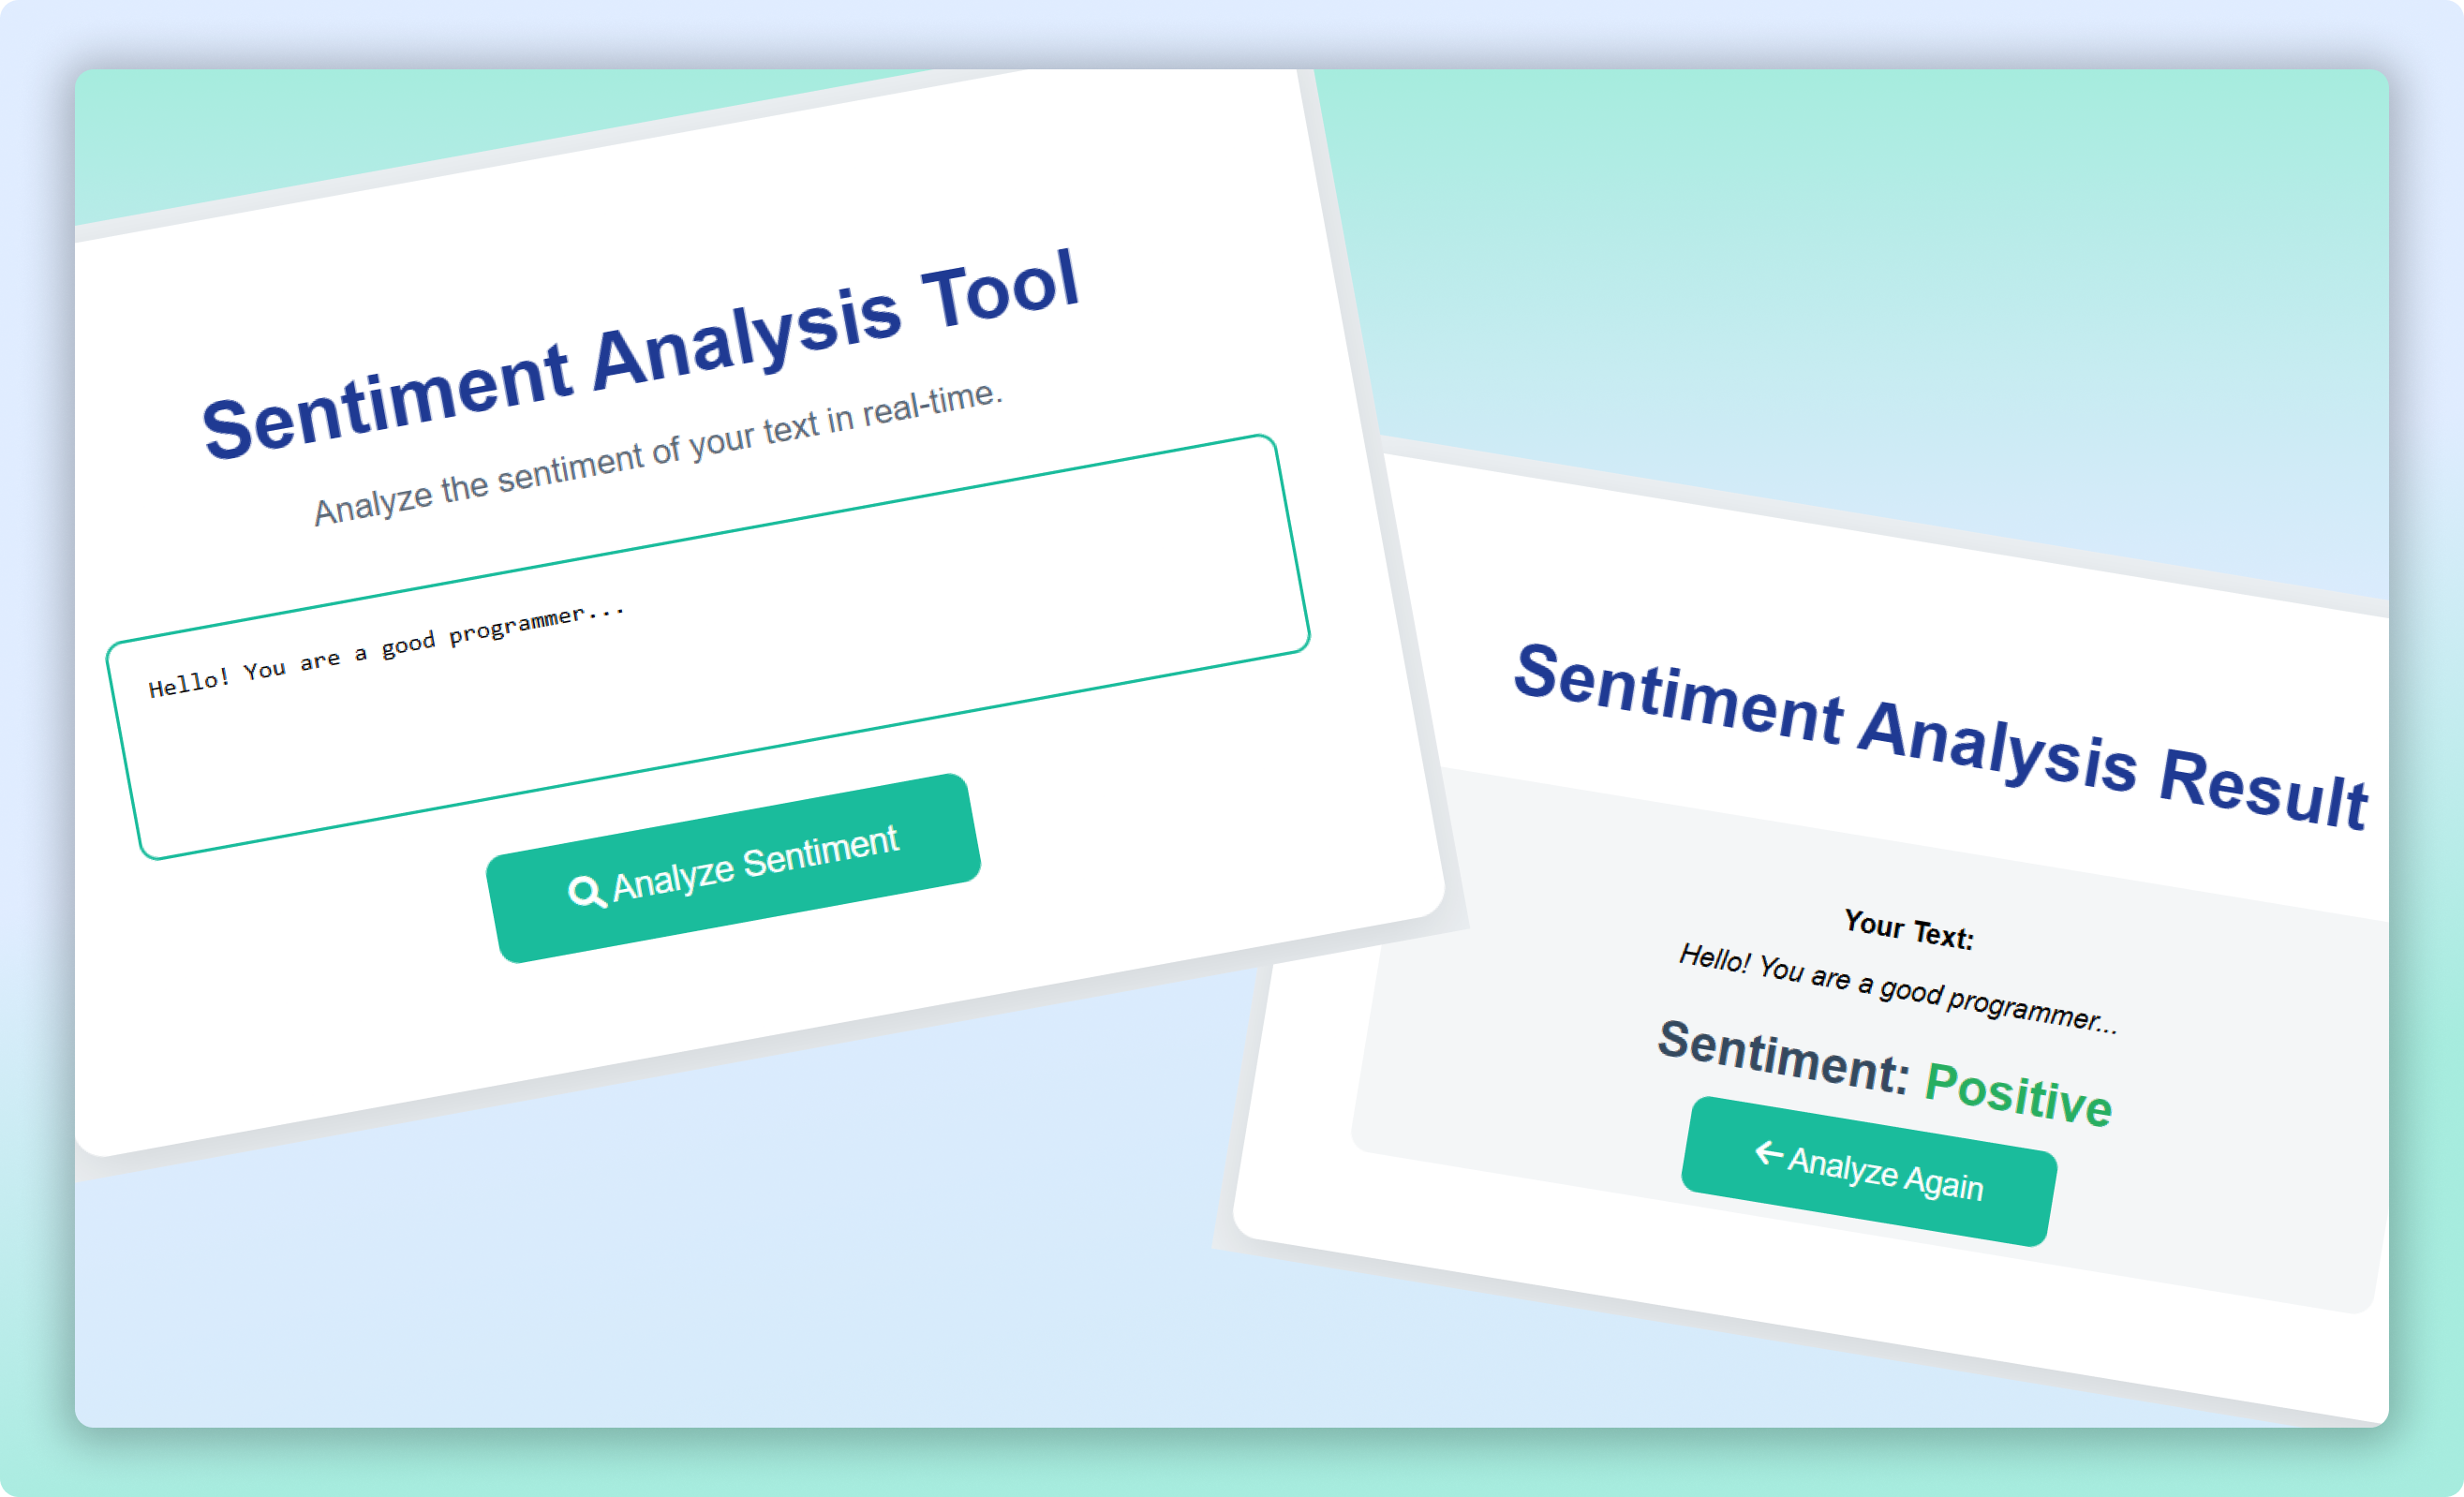 Sentiment Analysis Tool
Analyze the sentiment of your text in real-time.
Hello! You are a good programmer...
Analyze Sentiment
Sentiment Analysis Result
Your Text:
Hello! You are a good programmer...
Sentiment: Positive
Analyze Again